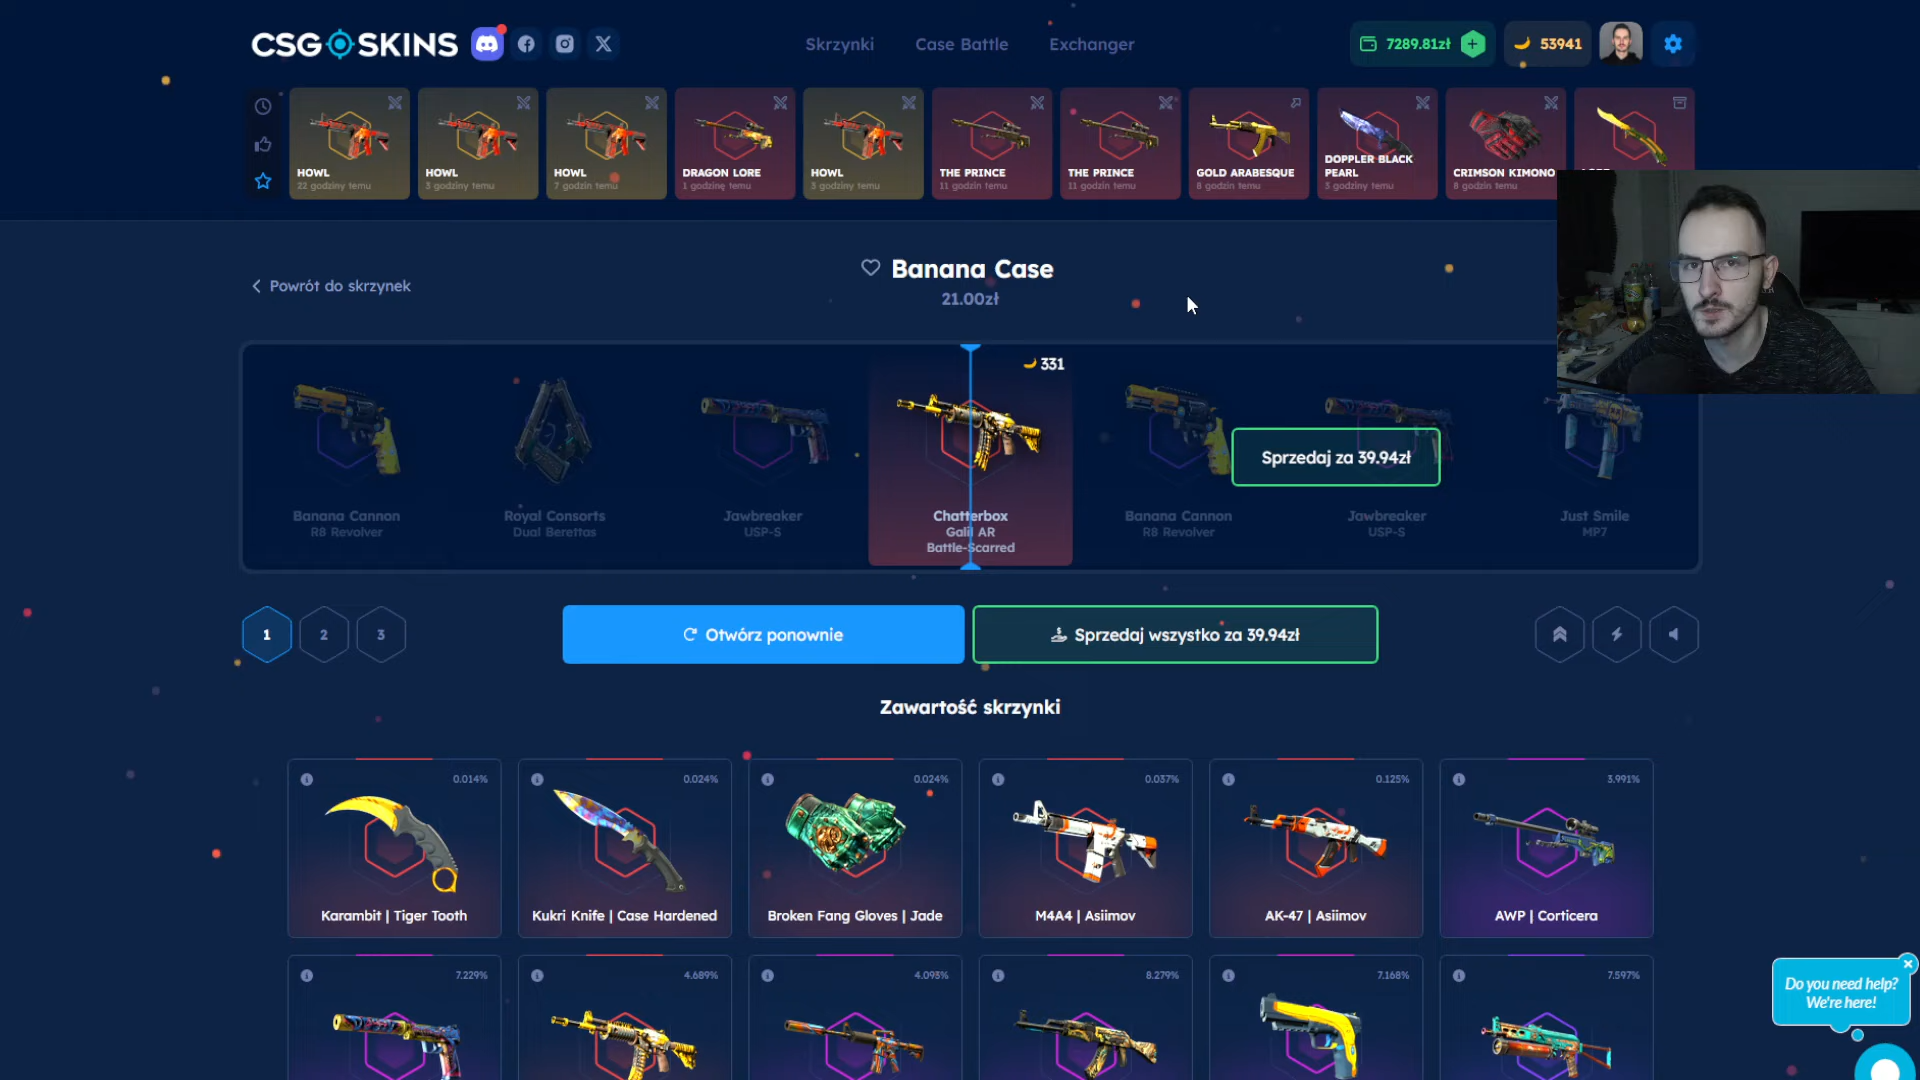 CSG SKINS
Skrzynki
Case Battle
Exchanger
7289.81zł
53941
HOWL
22 godziny temu
HOWL
3 godziny temu
HOWL
7 godzin temu
DRAGON LORE
1 godzinę temu
HOWL
3 godziny temu
THE PRINCE
11 godzin temu
THE PRINCE
11 godzin temu
GOLD ARABESQUE
8 godzin temu
DOPPLER BLACK
PEARL
3 godziny temu
CRIMSON KIMONO
8 godzin temu
Powrót do skrzynek
Banana Case
21.00zł
331
Banana Cannon
R8 Revolver
Royal Consorts
Dual Berettas
Jawbreaker
USP-S
Chatterbox
Galil AR
Battle-Scarred
Banana Cannon
R8 Revolver
Sprzedaj za 39.94zł
Jawbreaker
USP-S
Just Smile
MP7
1
2
3
Otwórz ponownie
Sprzedaj wszystko za 39.94zł
Zawartość skrzynki
0.014%
Karambit | Tiger Tooth
0.024%
Kukri Knife | Case Hardened
0.024%
Broken Fang Gloves | Jade
0.037%
M4A4 | Asiimov
0.125%
AK-47 | Asiimov
3.991%
AWP | Corticera
7.229%
4.689%
4.093%
8.279%
7.168%
7.597%
Do you need help?
We're here!